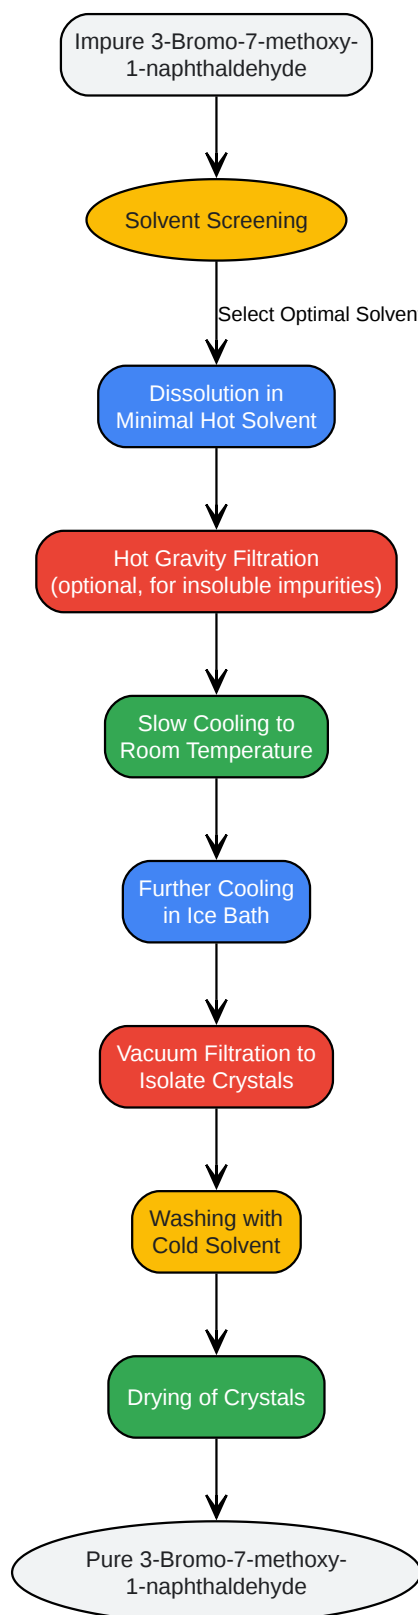 Impure 3-Bromo-7-methoxy-
1-naphthaldehyde
Solvent Screening
Select Optimal Solven
Dissolution in
Minimal Hot Solvent
Hot Gravity Filtration
(optional, for insoluble impurities)
Slow Cooling to
Room Temperature
Further Cooling
in Ice Bath
Vacuum Filtration to
Isolate Crystals
Washing with
Cold Solvent
Drying of Crystals
Pure 3-Bromo-7-methoxy-
1-naphthaldehyde